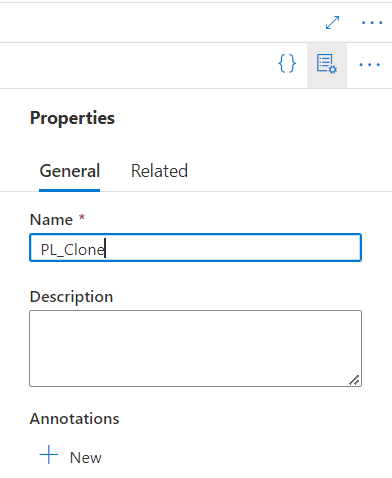 {}
Properties
General Related
Name *
PL_Clone
Description
Annotations
+ New